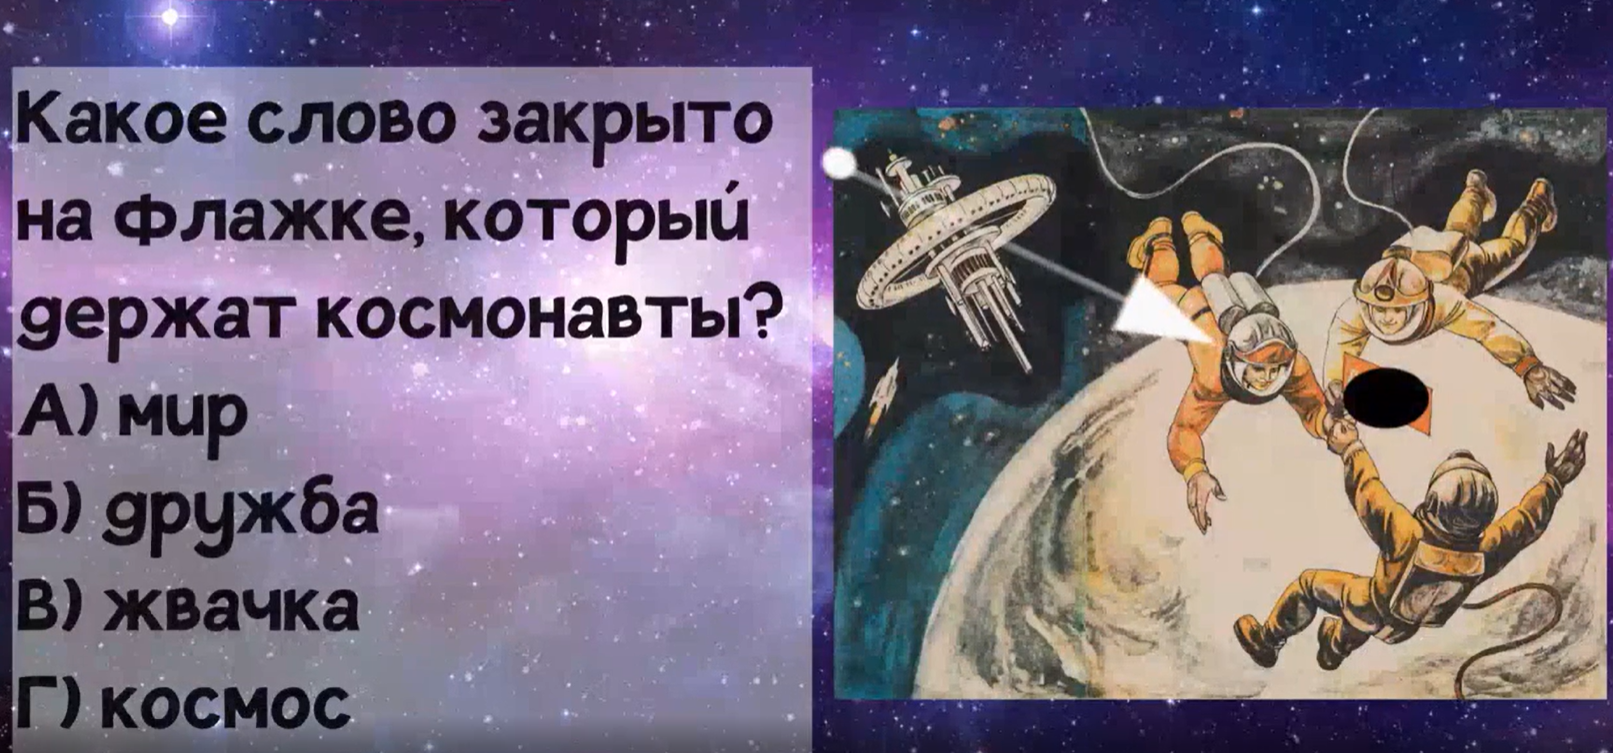 Какое слово закрыто
на флажке, который
держат космонавты?
А) мир
Б) дружба
В) жвачка
Г) космос